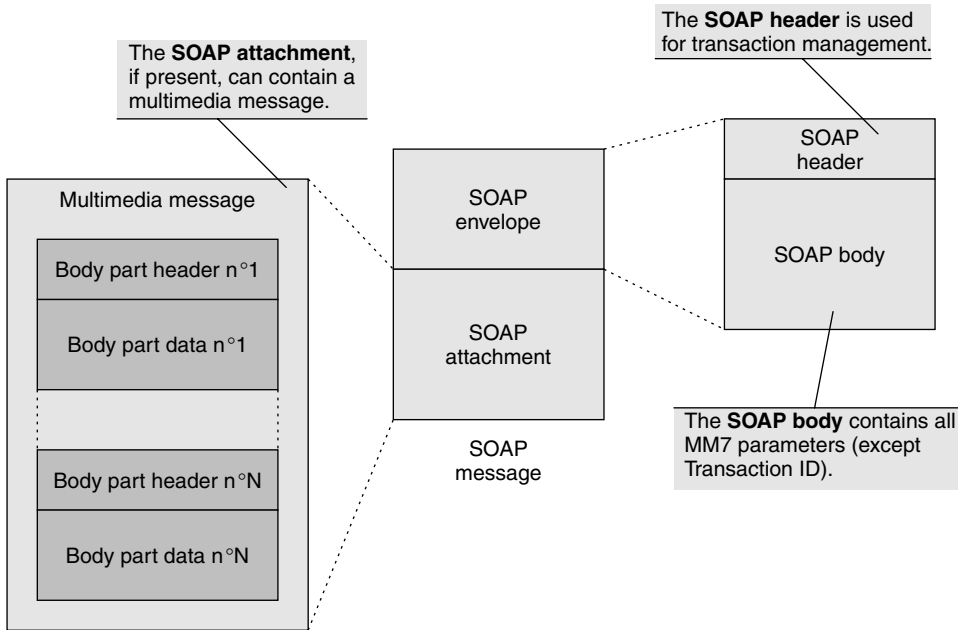 The SOAP attachment,
if present, can contain a
multimedia message.
The SOAP header is used
for transaction management.
Multimedia message
Body part header n°1
Body part data n°1
Body part header n°N
Body part data n°N
SOAP
envelope
SOAP
attachment
SOAP
message
SOAP
header
SOAP body
The SOAP body contains all
MM7 parameters (except
Transaction ID).